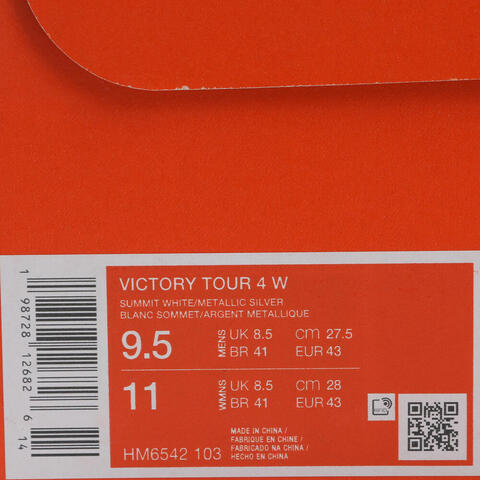 VICTORY TOUR 4 W
SUMMIT WHITE/METALLIC SILVER
BLANC SOMMET/ARGENT METALLIQUE
9.5 MENS UK 8.5 CM 27.5
BR 41 EUR 43
11 WMNS UK 8.5 CM 28
BR 41 EUR 43
MADE IN CHINA /
FABRIQUE EN CHINE /
FABRICADO NA CHINA /
HECHO EN CHINA
HM6542 103
1 98728 12682 6 14